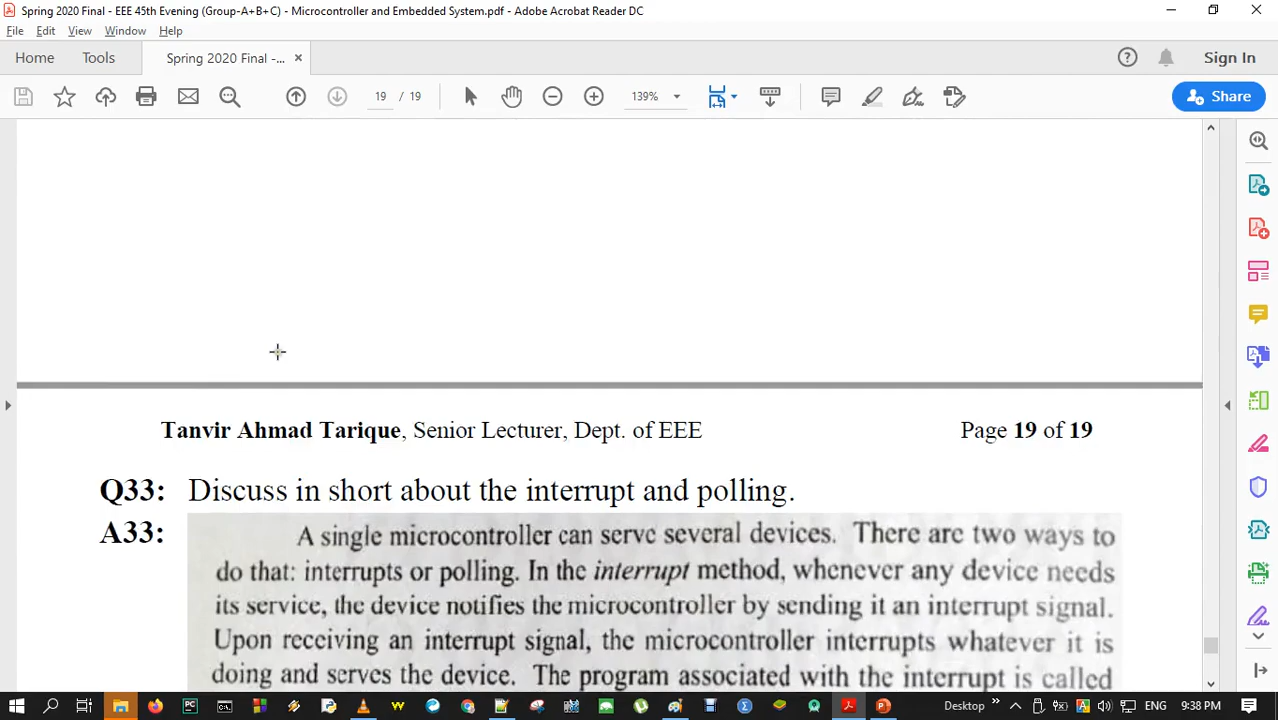 Spring 2020 Final - EEE 45th Evening (Group-A+B+C) - Microcontroller and Embedded System.pdf - Adobe Acrobat Reader DC
File Edit View Window Help
Home Tools Spring 2020 Final -... × Sign In
19 / 19 139% Share
Tanvir Ahmad Tarique, Senior Lecturer, Dept. of EEE Page 19 of 19
Q33: Discuss in short about the interrupt and polling.
A33: A single microcontroller can serve several devices. There are two ways to
do that: interrupts or polling. In the interrupt method, whenever any device needs
its service, the device notifies the microcontroller by sending it an interrupt signal.
Upon receiving an interrupt signal, the microcontroller interrupts whatever it is
doing and serves the device. The program associated with the interrupt is called
Desktop ENG 9:38 PM